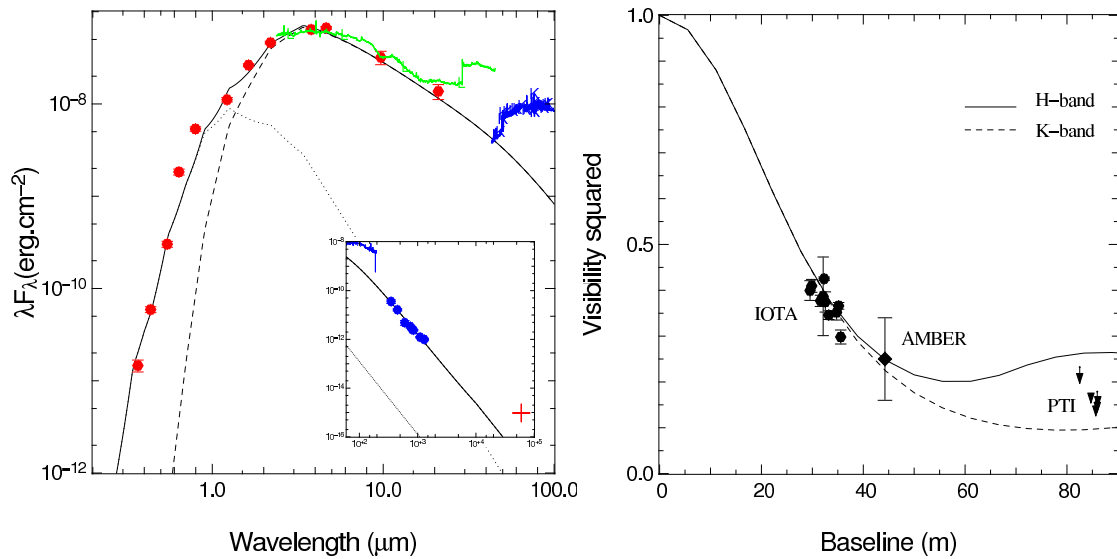 10⁻⁸
10⁻¹⁰
10⁻¹²
λF_λ(erg.cm−2)
1.0
10.0
100.0
Wavelength (μm)
10⁻⁸
10⁻¹⁰
10⁻¹²
10⁻¹⁴
10⁻¹⁶
10⁺²
10⁺³
10⁺⁴
10⁺⁵
1.0
0.5
0.0
Visibility squared
H−band
K−band
IOTA
AMBER
PTI
0
20
40
60
80
Baseline (m)